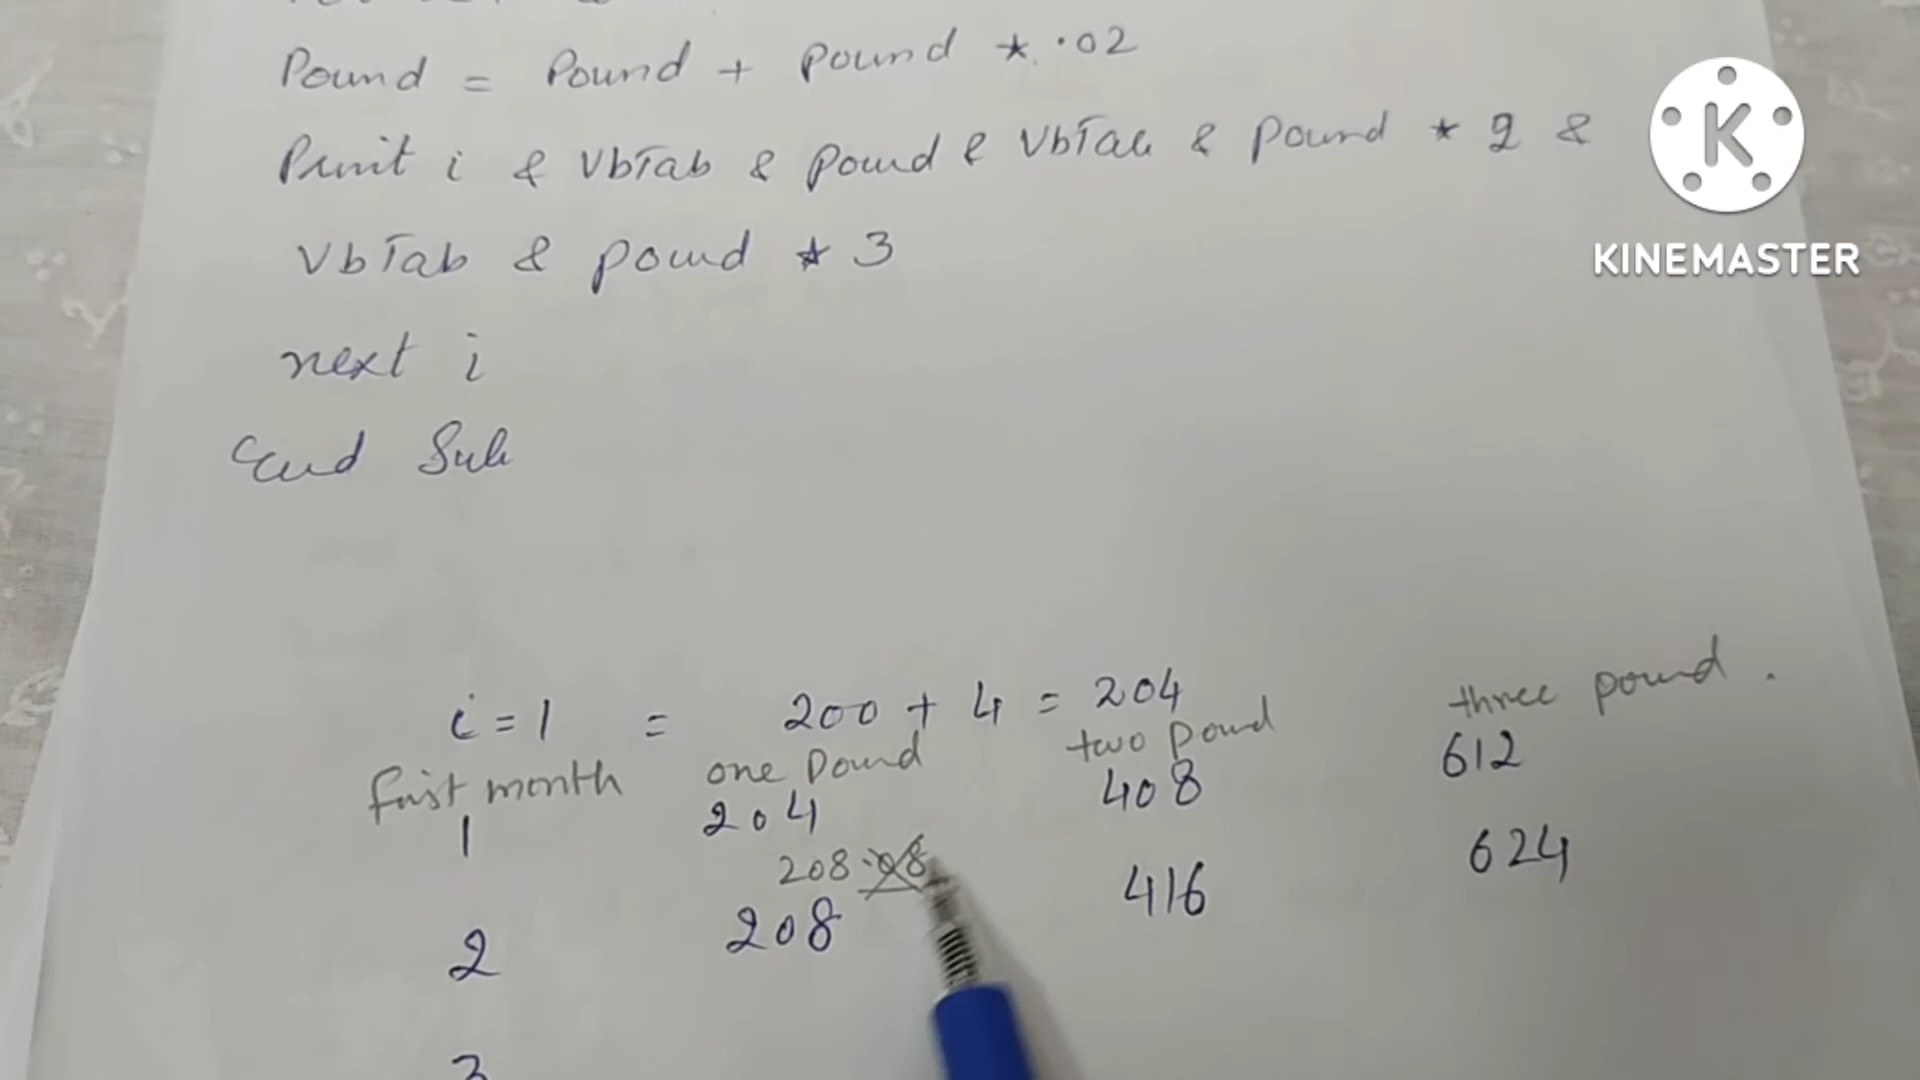 Pound = Pound + Pound * .02
Print i & VbTab & pound & VbTab & pound * 2 &
VbTab & pound * 3
next i
End Sub
i = 1 = 200 + 4 = 204
first month one Pound two pound three pound.
1 204 408 612
208.08
2 208 416 624
3
K
KINEMASTER